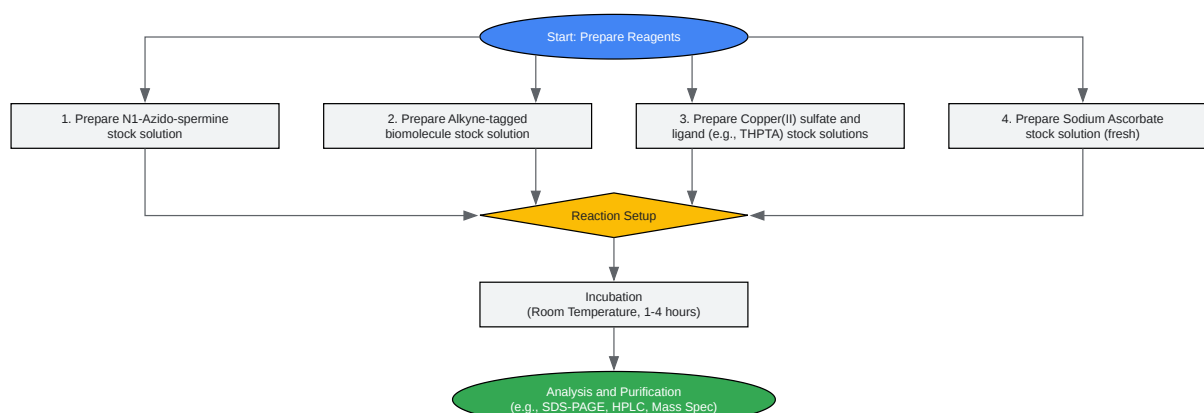 Start: Prepare Reagents
1. Prepare N1-Azido-spermine
stock solution
2. Prepare Alkyne-tagged
biomolecule stock solution
3. Prepare Copper(II) sulfate and
ligand (e.g., THPTA) stock solutions
4. Prepare Sodium Ascorbate
stock solution (fresh)
Reaction Setup
Incubation
(Room Temperature, 1-4 hours)
Analysis and Purification
(e.g., SDS-PAGE, HPLC, Mass Spec)